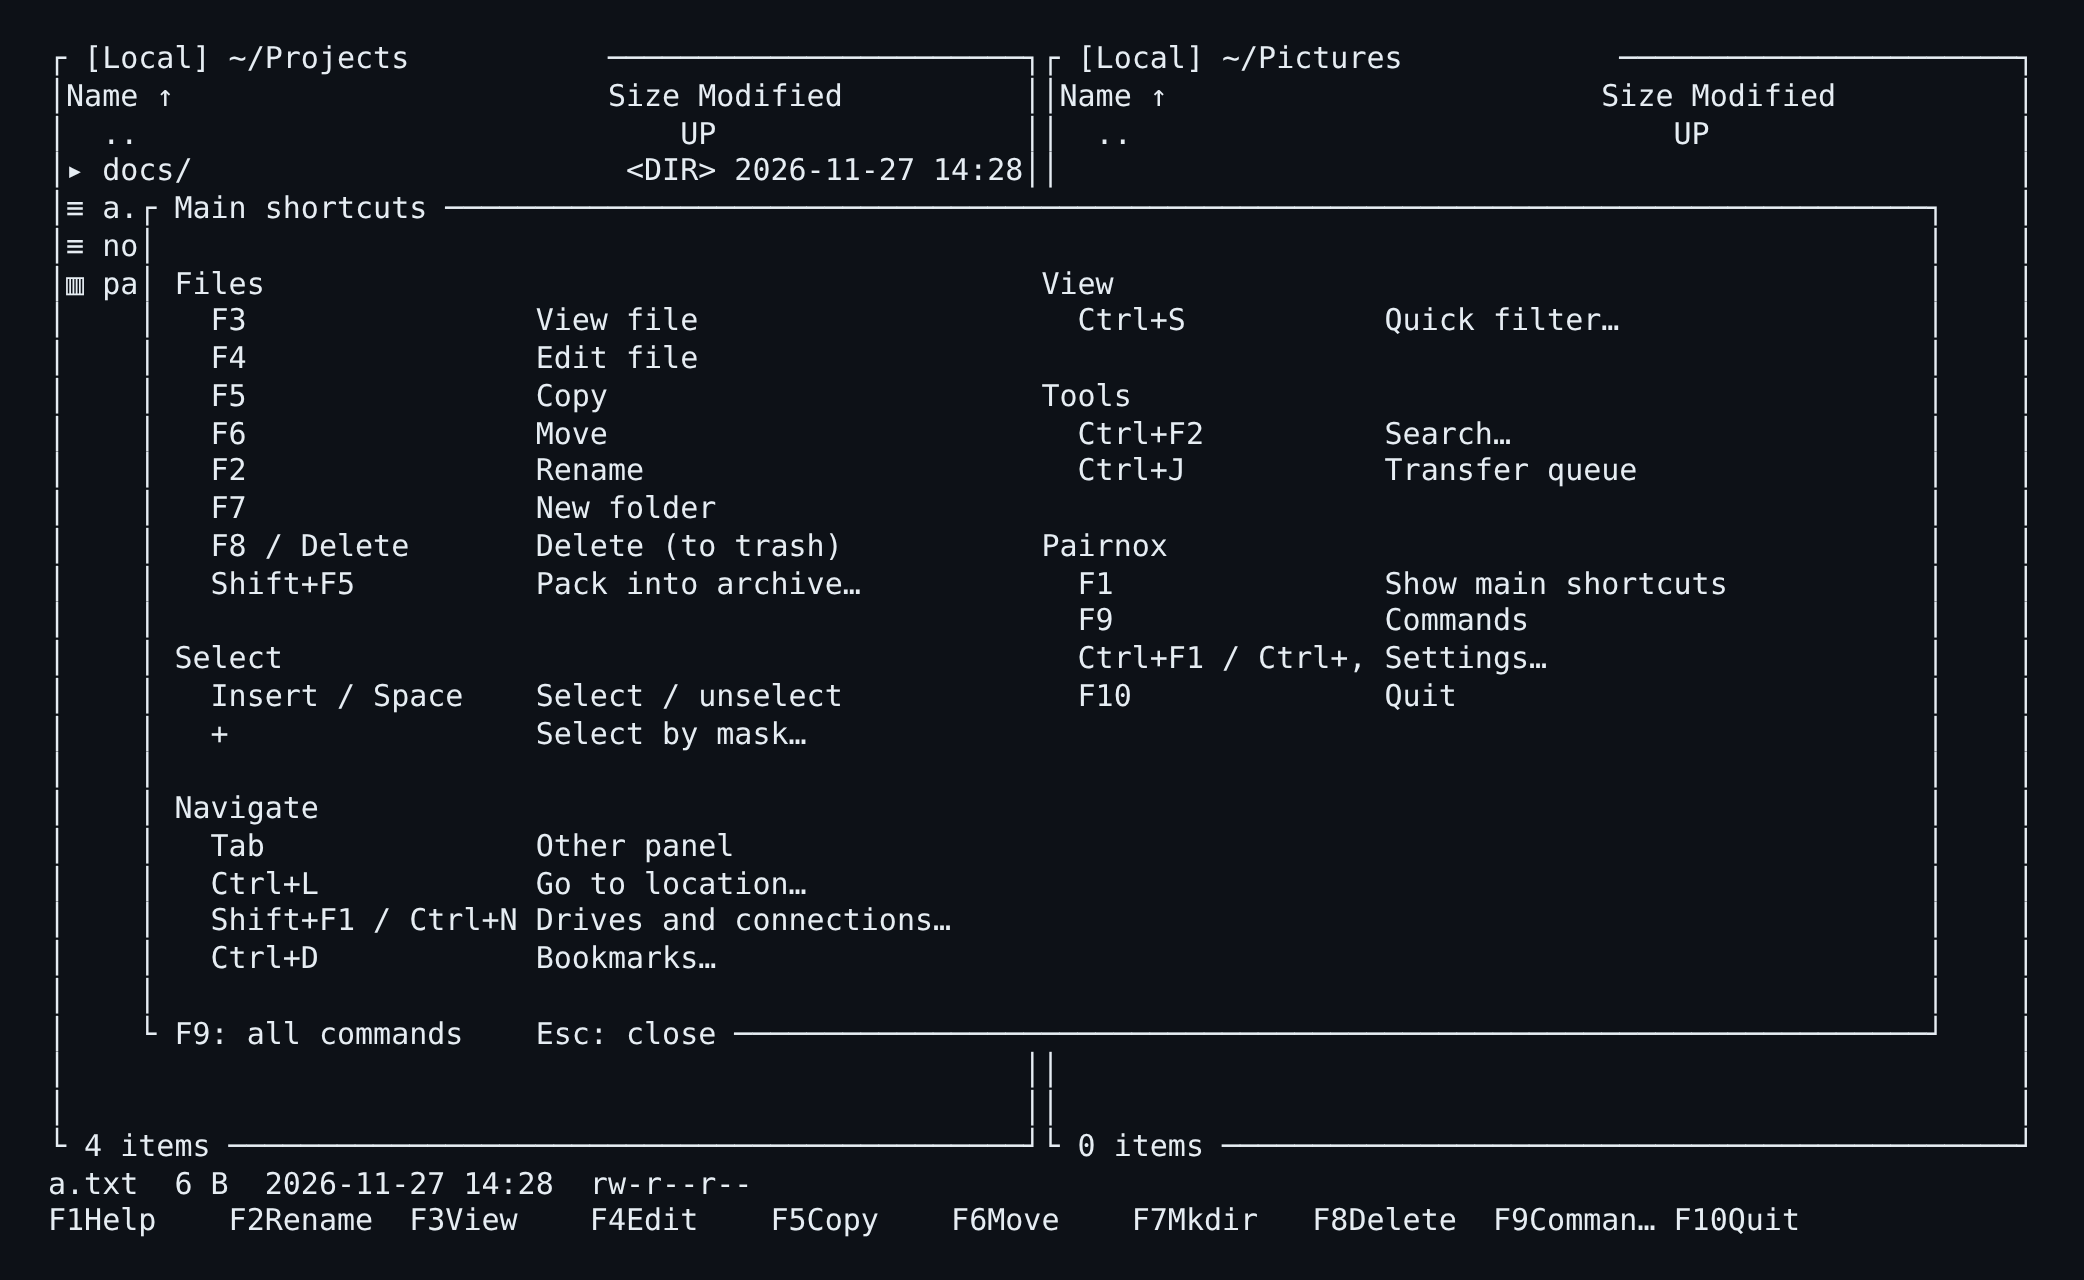 [Local] ~/Projects [Local] ~/Pictures
Name ↑ Size Modified Name ↑ Size Modified
.. UP .. UP
▸ docs/ <DIR> 2026-11-27 14:28
≡ a. Main shortcuts
≡ no
▥ pa Files View
F3 View file Ctrl+S Quick filter…
F4 Edit file
F5 Copy Tools
F6 Move Ctrl+F2 Search…
F2 Rename Ctrl+J Transfer queue
F7 New folder
F8 / Delete Delete (to trash) Pairnox
Shift+F5 Pack into archive… F1 Show main shortcuts
F9 Commands
Select Ctrl+F1 / Ctrl+, Settings…
Insert / Space Select / unselect F10 Quit
+ Select by mask…
Navigate
Tab Other panel
Ctrl+L Go to location…
Shift+F1 / Ctrl+N Drives and connections…
Ctrl+D Bookmarks…
F9: all commands Esc: close
4 items 0 items
a.txt 6 B 2026-11-27 14:28 rw-r--r--
F1Help F2Rename F3View F4Edit F5Copy F6Move F7Mkdir F8Delete F9Comman… F10Quit